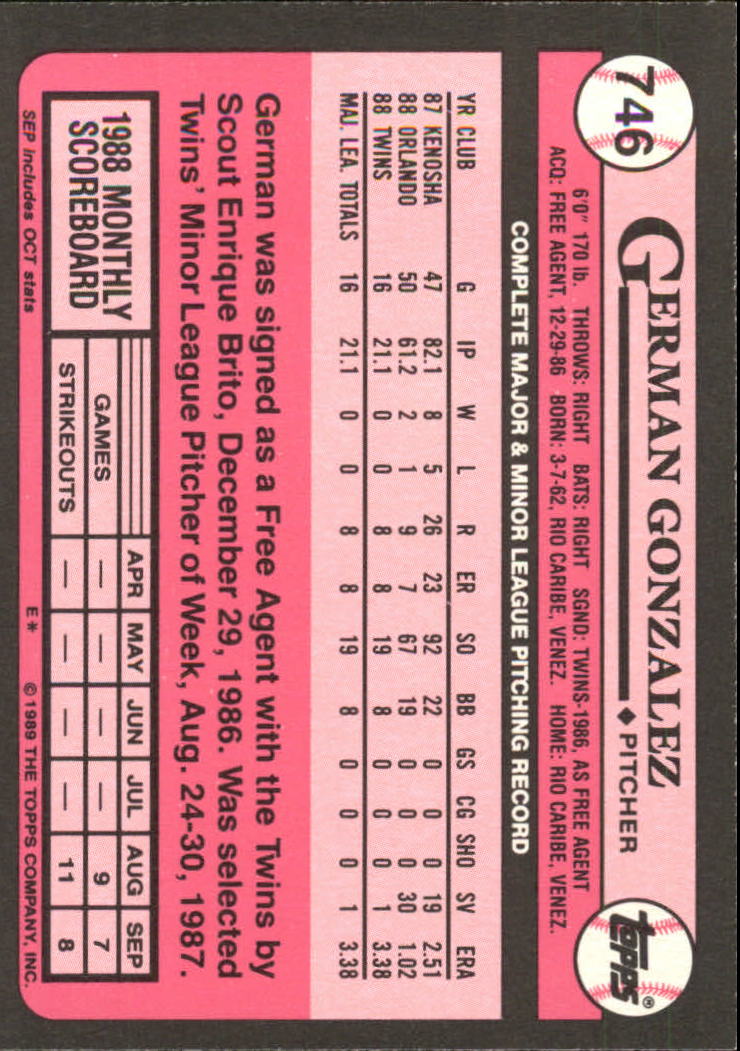 746
GERMAN GONZALEZ
♦ PITCHER
Topps®
6'0" 170 lb. THROWS: RIGHT BATS: RIGHT SGND: TWINS-1986, AS FREE AGENT
ACQ: FREE AGENT, 12-29-86 BORN: 3-7-62, RIO CARIBE, VENEZ. HOME: RIO CARIBE, VENEZ.
COMPLETE MAJOR & MINOR LEAGUE PITCHING RECORD
YR CLUB G IP W L R ER SO BB GS CG SHO SV ERA
87 KENOSHA 47 82.1 8 5 26 23 92 22 0 0 0 19 2.51
88 ORLANDO 50 61.2 2 1 9 7 67 19 0 0 0 30 1.02
88 TWINS 16 21.1 0 0 8 8 19 8 0 0 0 1 3.38
MAJ. LEA. TOTALS 16 21.1 0 0 8 8 19 8 0 0 0 1 3.38
German was signed as a Free Agent with the Twins by
Scout Enrique Brito, December 29, 1986. Was selected
Twins' Minor League Pitcher of Week, Aug. 24-30, 1987.
1988 MONTHLY
SCOREBOARD
APR MAY JUN JUL AUG SEP
GAMES — — — — 9 7
STRIKEOUTS — — — — 11 8
SEP includes OCT stats
E* ©1989 THE TOPPS COMPANY, INC.